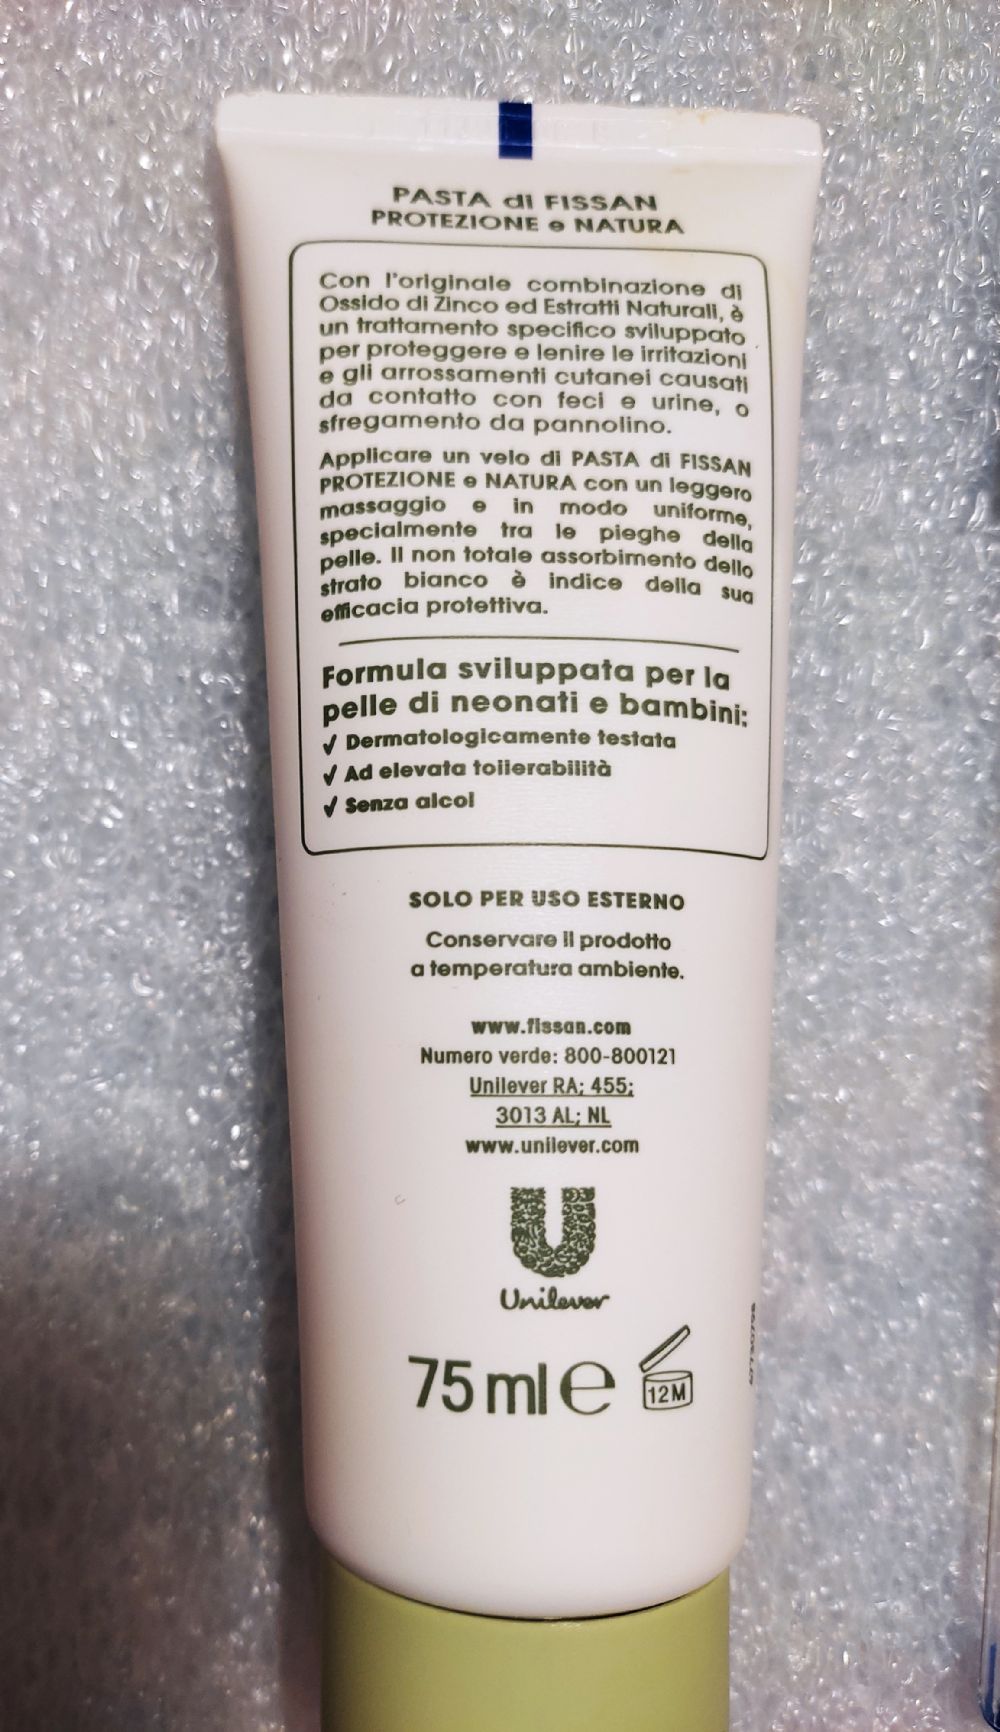 PASTA di FISSAN
PROTEZIONE e NATURA
Con l'originale combinazione di
Ossido di Zinco ed Estratti Naturali, è
un trattamento specifico sviluppato
per proteggere e lenire le irritazioni
e gli arrossamenti cutanei causati
da contatto con feci e urine, o
sfregamento da pannolino.
Applicare un velo di PASTA di FISSAN
PROTEZIONE e NATURA con un leggero
massaggio e in modo uniforme,
specialmente tra le pieghe della
pelle. Il non totale assorbimento dello
strato bianco è indice della sua
efficacia protettiva.
Formula sviluppata per la
pelle di neonati e bambini:
✓ Dermatologicamente testata
✓ Ad elevata tollerabilità
✓ Senza alcol
SOLO PER USO ESTERNO
Conservare il prodotto
a temperatura ambiente.
www.fissan.com
Numero verde: 800-800121
Unilever RA; 455;
3013 AL; NL
www.unilever.com
U
Unilever
75 ml e 12M